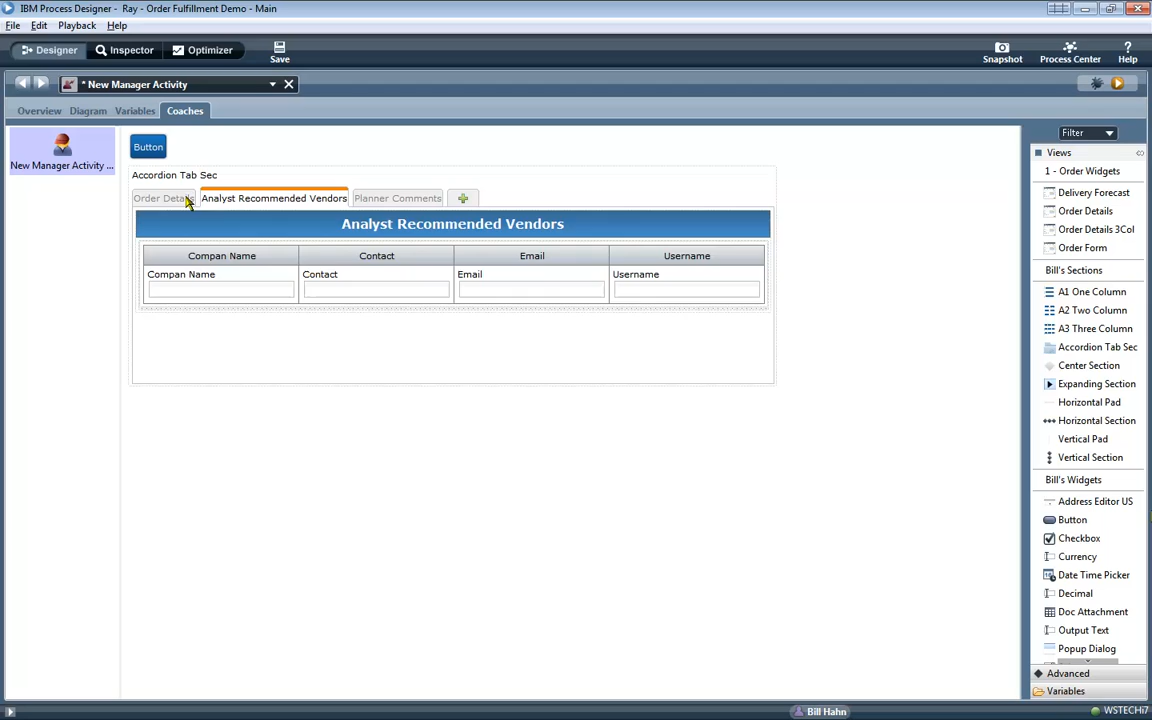 IBM Process Designer - Ray - Order Fulfillment Demo - Main
File Edit Playback Help
Designer Inspector Optimizer Save Snapshot Process Center Help
* New Manager Activity
Overview Diagram Variables Coaches
New Manager Activity ...
Button
Accordion Tab Sec
Order Details Analyst Recommended Vendors Planner Comments
Analyst Recommended Vendors
Compan Name Contact Email Username
Compan Name Contact Email Username
Filter
Views
1 - Order Widgets
Delivery Forecast
Order Details
Order Details 3Col
Order Form
Bill's Sections
A1 One Column
A2 Two Column
A3 Three Column
Accordion Tab Sec
Center Section
Expanding Section
Horizontal Pad
Horizontal Section
Vertical Pad
Vertical Section
Bill's Widgets
Address Editor US
Button
Checkbox
Currency
Date Time Picker
Decimal
Doc Attachment
Output Text
Popup Dialog
Advanced
Variables
Bill Hahn
WSTECHi7